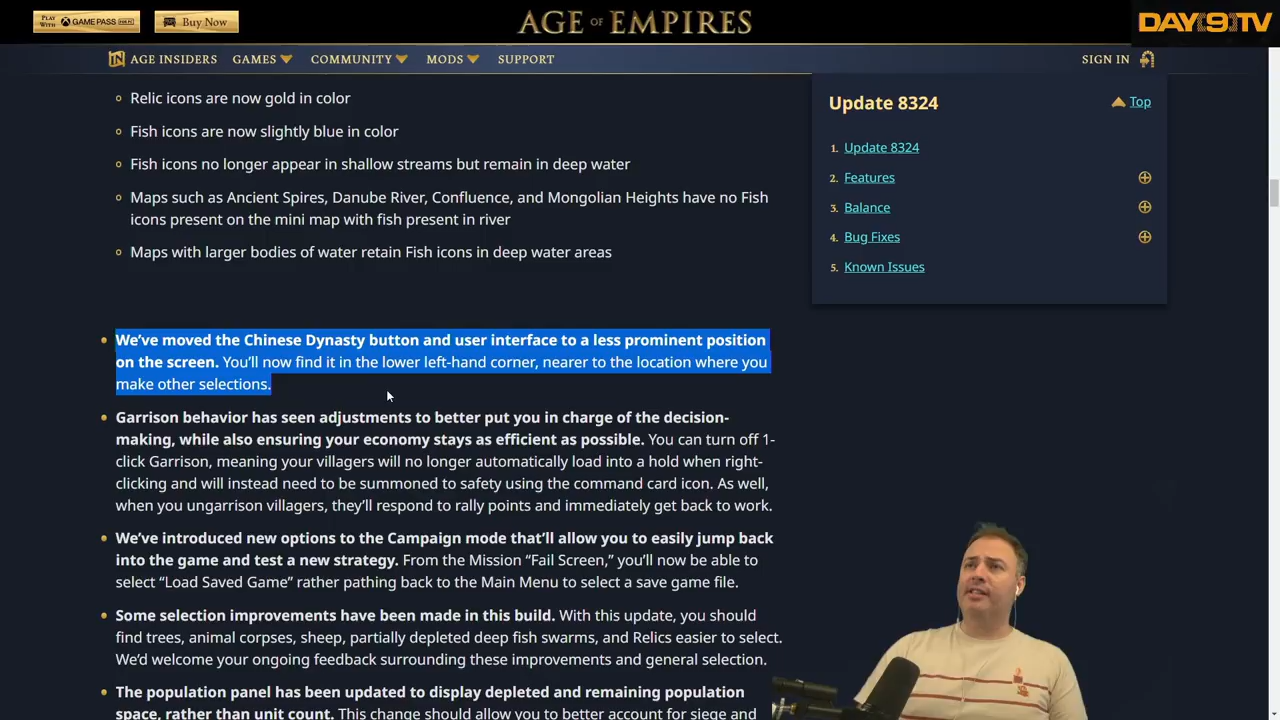 PLAY WITH XBOX GAME PASS FOR PC
Buy Now
AGE OF EMPIRES
DAY[9]TV
IN AGE INSIDERS
GAMES
COMMUNITY
MODS
SUPPORT
SIGN IN
Relic icons are now gold in color
Fish icons are now slightly blue in color
Fish icons no longer appear in shallow streams but remain in deep water
Maps such as Ancient Spires, Danube River, Confluence, and Mongolian Heights have no Fish
icons present on the mini map with fish present in river
Maps with larger bodies of water retain Fish icons in deep water areas
We’ve moved the Chinese Dynasty button and user interface to a less prominent position
on the screen. You’ll now find it in the lower left-hand corner, nearer to the location where you
make other selections.
Garrison behavior has seen adjustments to better put you in charge of the decision-
making, while also ensuring your economy stays as efficient as possible. You can turn off 1-
click Garrison, meaning your villagers will no longer automatically load into a hold when right-
clicking and will instead need to be summoned to safety using the command card icon. As well,
when you ungarrison villagers, they’ll respond to rally points and immediately get back to work.
We’ve introduced new options to the Campaign mode that’ll allow you to easily jump back
into the game and test a new strategy. From the Mission “Fail Screen,” you’ll now be able to
select “Load Saved Game” rather pathing back to the Main Menu to select a save game file.
Some selection improvements have been made in this build. With this update, you should
find trees, animal corpses, sheep, partially depleted deep fish swarms, and Relics easier to select.
We’d welcome your ongoing feedback surrounding these improvements and general selection.
The population panel has been updated to display depleted and remaining population
space, rather than unit count. This change should allow you to better account for siege and
Update 8324
Top
1. Update 8324
2. Features
3. Balance
4. Bug Fixes
5. Known Issues